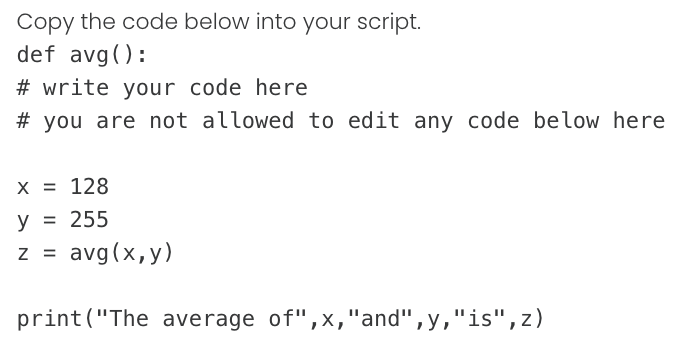 Copy the code below into your script.
def avg():
# write your code here
# you are not allowed to edit any code below here
x = 128
y = 255
z = avg(x,y)
print("The average of",x,"and",y,"is",z)